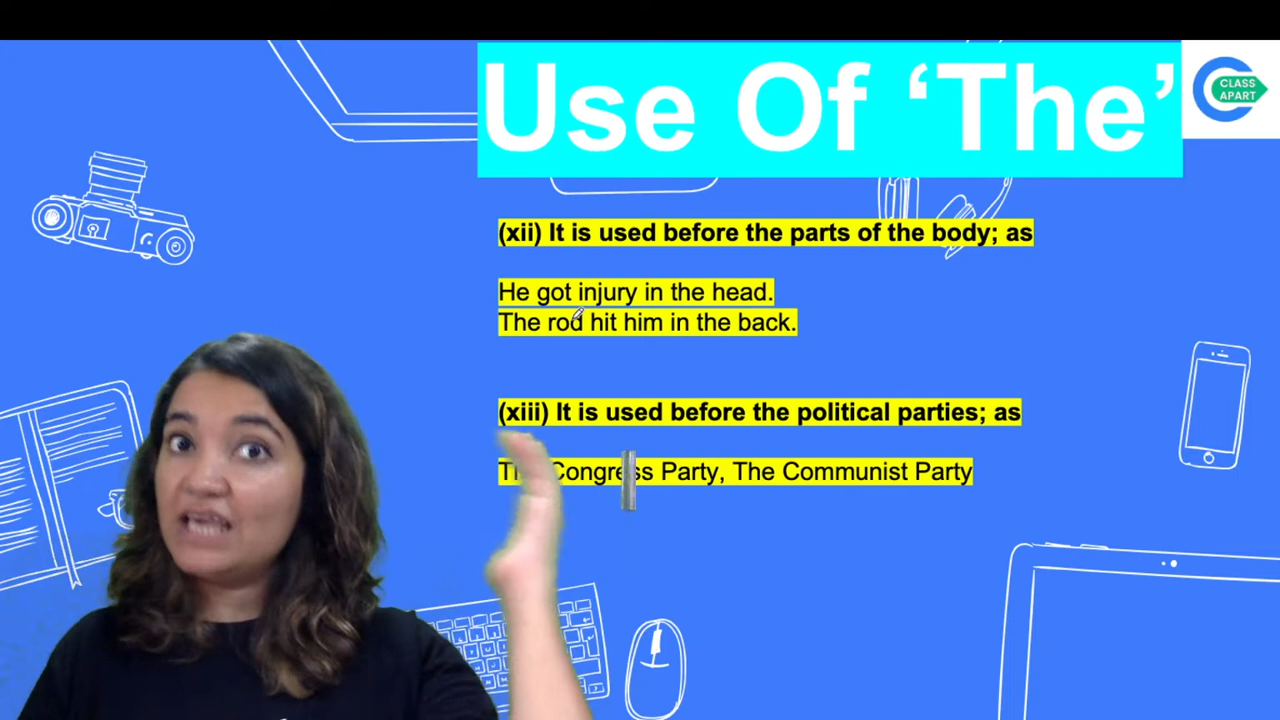 Use Of ‘The’
CLASS
APART
(xii) It is used before the parts of the body; as
He got injury in the head.
The rod hit him in the back.
(xiii) It is used before the political parties; as
The Congress Party, The Communist Party